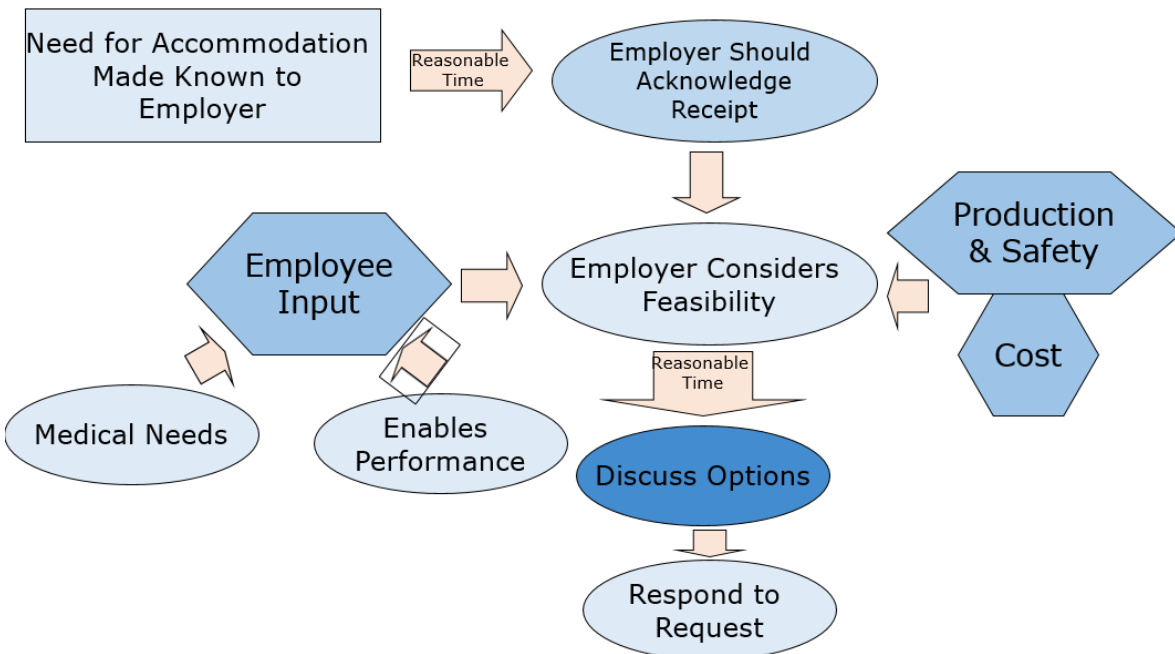 Need for Accommodation
Made Known to
Employer
Reasonable
Time
Employer Should
Acknowledge
Receipt
Production
& Safety
Employee
Input
Employer Considers
Feasibility
Cost
Reasonable
Time
Medical Needs
Enables
Performance
Discuss Options
Respond to
Request